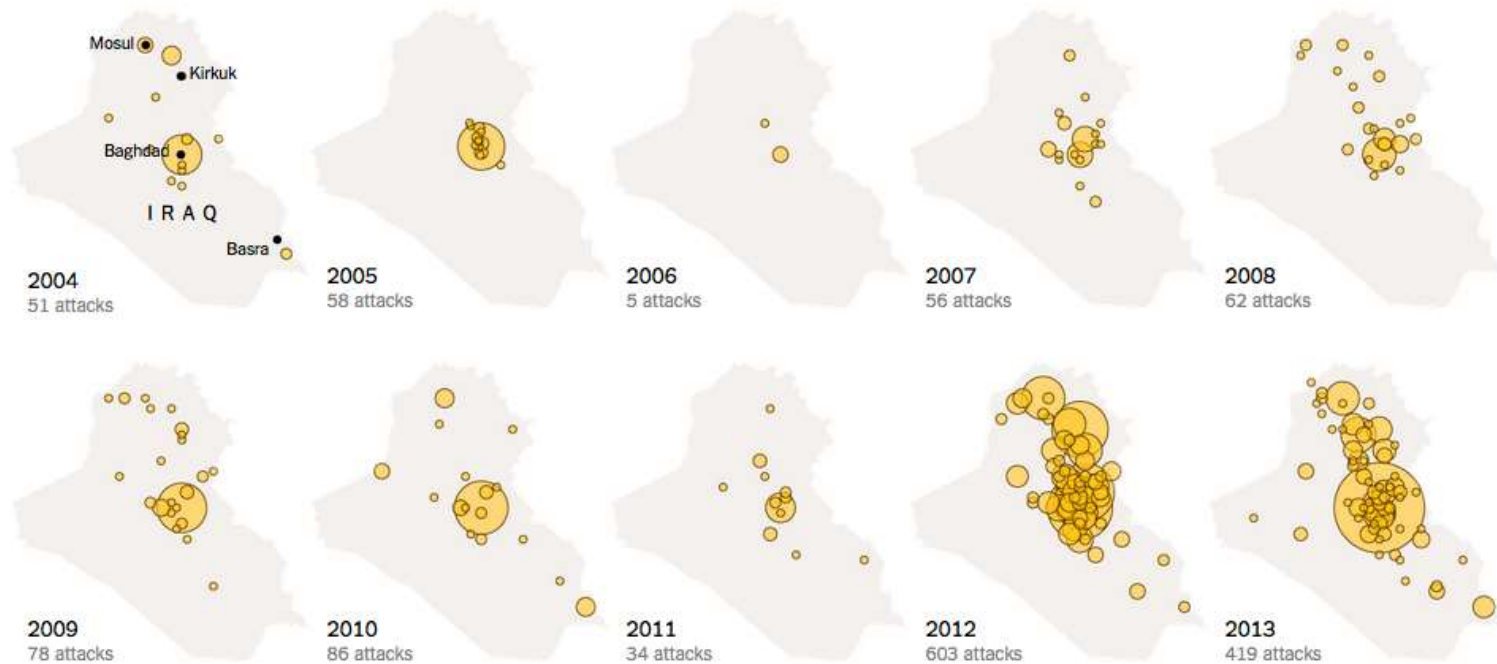 Mosul
Kirkuk
Baghdad
IRAQ
Basra
2004
51 attacks
2005
58 attacks
2006
5 attacks
2007
56 attacks
2008
62 attacks
2009
78 attacks
2010
86 attacks
2011
34 attacks
2012
603 attacks
2013
419 attacks